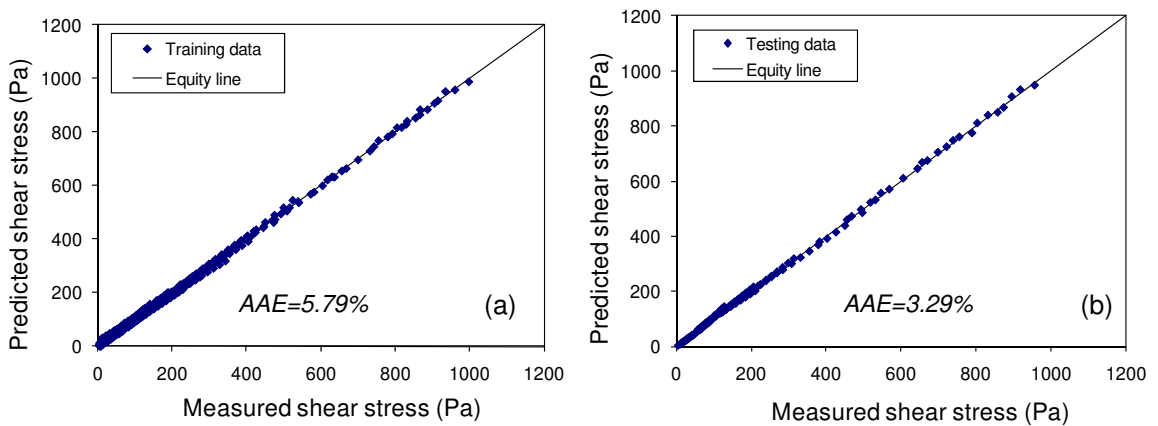 1200
1000
800
600
400
200
0
Predicted shear stress (Pa)
Training data
Equity line
AAE=5.79%
(a)
0 200 400 600 800 1000 1200
Measured shear stress (Pa)
1200
1000
800
600
400
200
0
Predicted shear stress (Pa)
Testing data
Equity line
AAE=3.29%
(b)
0 200 400 600 800 1000 1200
Measured shear stress (Pa)